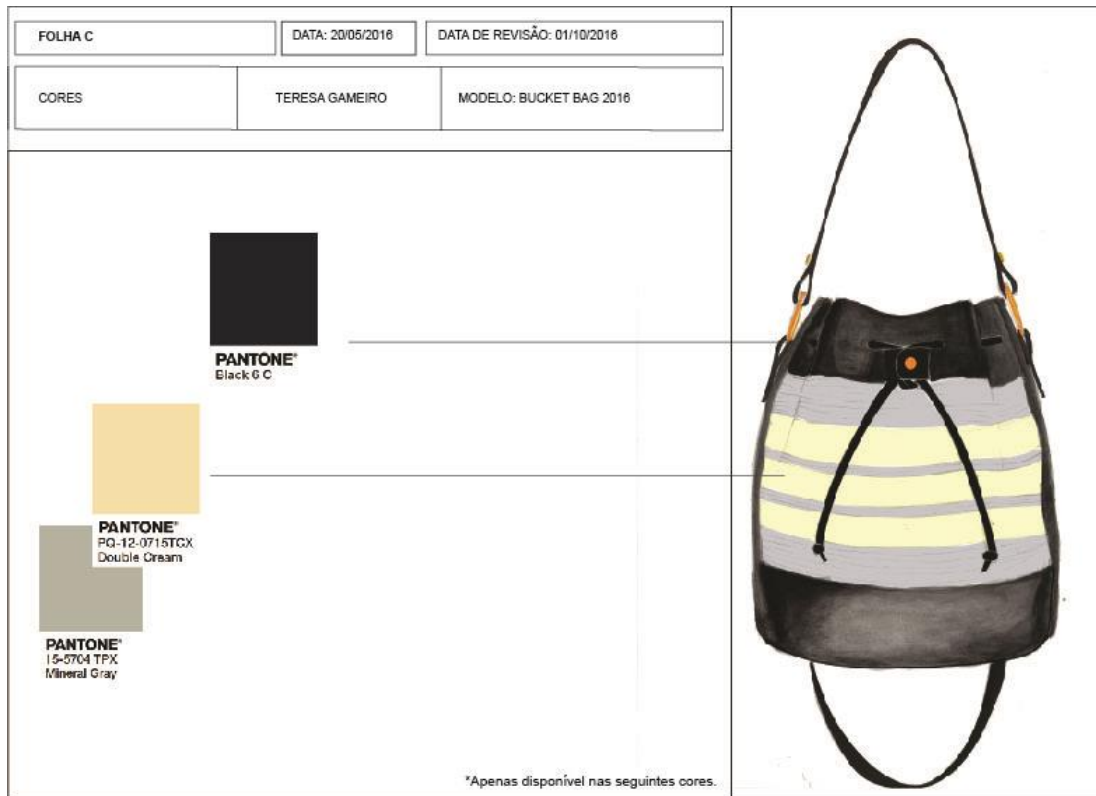 FOLHA C
DATA: 20/05/2016
DATA DE REVISÃO: 01/10/2016
CORES
TERESA GAMEIRO
MODELO: BUCKET BAG 2016
PANTONE®
Black 6 C
PANTONE®
PQ-12-0715TCX
Double Cream
PANTONE®
15-5704 TPX
Mineral Gray
*Apenas disponível nas seguintes cores.